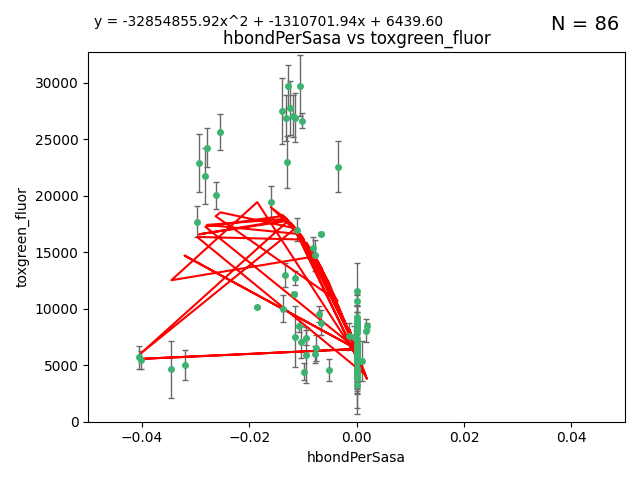 y = -32854855.92x^2 + -1310701.94x + 6439.60
N = 86
hbondPerSasa vs toxgreen_fluor
30000
25000
20000
15000
10000
5000
0
toxgreen_fluor
−0.04
−0.02
0.00
0.02
0.04
hbondPerSasa